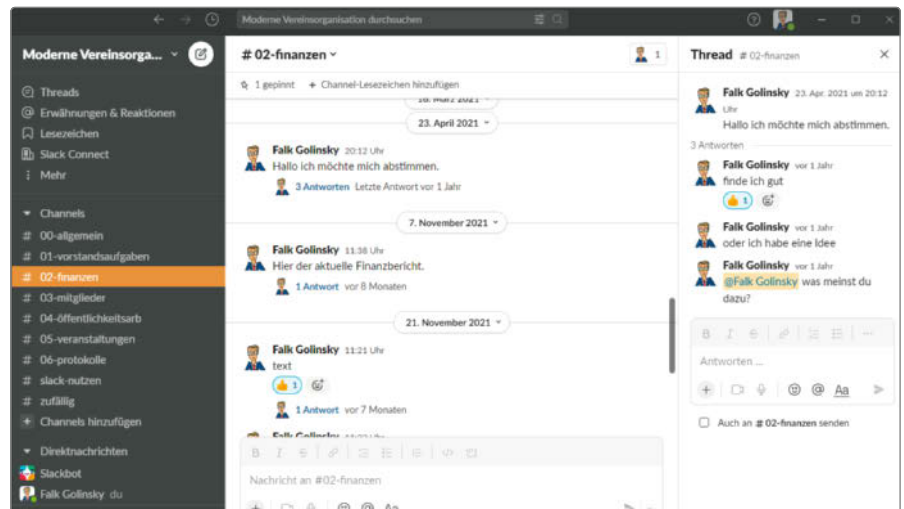 Moderne Vereinsorganisation durchsuchen
Moderne Vereinsorga...
Threads
@ Erwähnungen & Reaktionen
Lesezeichen
Slack Connect
Mehr
Channels
# 00-allgemein
# 01-vorstandsaufgaben
# 02-finanzen
# 03-mitglieder
# 04-öffentlichkeitsarb
# 05-veranstaltungen
# 06-protokolle
# slack-nutzen
# zufällig
+ Channels hinzufügen
Direktnachrichten
Slackbot
Falk Golinsky du
# 02-finanzen
1
1 gepinnt + Channel-Lesezeichen hinzufügen
18. März 2021
23. April 2021
Falk Golinsky 20:12 Uhr
Hallo ich möchte mich abstimmen.
3 Antworten Letzte Antwort vor 1 Jahr
7. November 2021
Falk Golinsky 11:38 Uhr
Hier der aktuelle Finanzbericht.
1 Antwort vor 8 Monaten
21. November 2021
Falk Golinsky 11:21 Uhr
text
1
1 Antwort vor 7 Monaten
Falk Golinsky
B I S
Nachricht an #02-finanzen
@ Aa
Thread # 02-finanzen
Falk Golinsky 23. Apr. 2021 um 20:12
Uhr
Hallo ich möchte mich abstimmen.
3 Antworten
Falk Golinsky vor 1 Jahr
finde ich gut
1
Falk Golinsky vor 1 Jahr
oder ich habe eine Idee
Falk Golinsky vor 1 Jahr
@Falk Golinsky was meinst du
dazu?
B I S
Antworten ...
@ Aa
Auch an # 02-finanzen senden